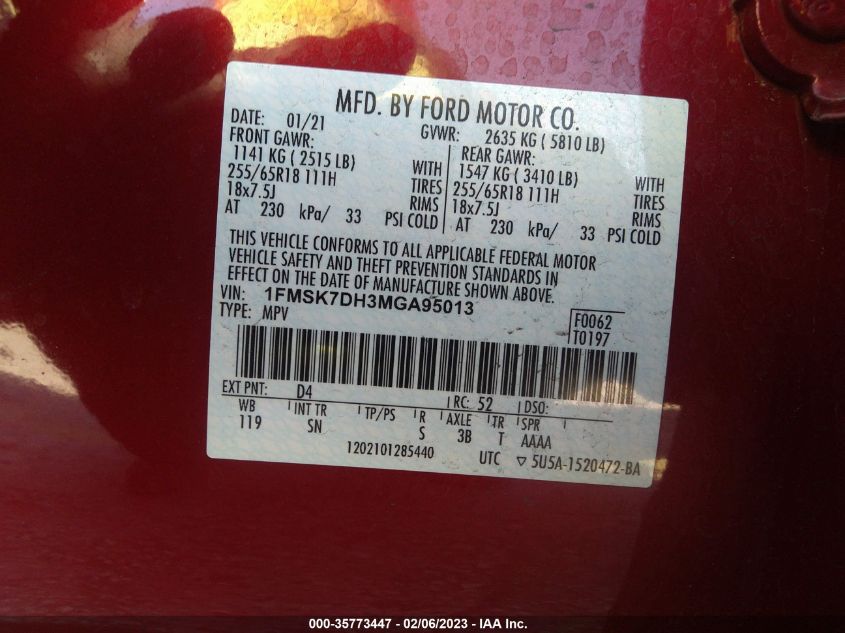 MFD. BY FORD MOTOR CO.
DATE: 01/21 GVWR: 2635 KG ( 5810 LB)
FRONT GAWR: REAR GAWR:
1141 KG ( 2515 LB) WITH 1547 KG ( 3410 LB) WITH
255/65R18 111H TIRES 255/65R18 111H TIRES
18x7.5J RIMS 18x7.5J RIMS
AT 230 kPa/ 33 PSI COLD AT 230 kPa/ 33 PSI COLD
THIS VEHICLE CONFORMS TO ALL APPLICABLE FEDERAL MOTOR
VEHICLE SAFETY AND THEFT PREVENTION STANDARDS IN
EFFECT ON THE DATE OF MANUFACTURE SHOWN ABOVE.
VIN: 1FMSK7DH3MGA95013
TYPE: MPV F0062
T0197
EXT PNT: D4 RC: 52 DSO:
WB INT TR TP/PS R AXLE TR SPR
119 SN S 3B T AAAA
1202101285440 UTC ▽ 5U5A-1520472-BA
000-35773447 - 02/06/2023 - IAA Inc.